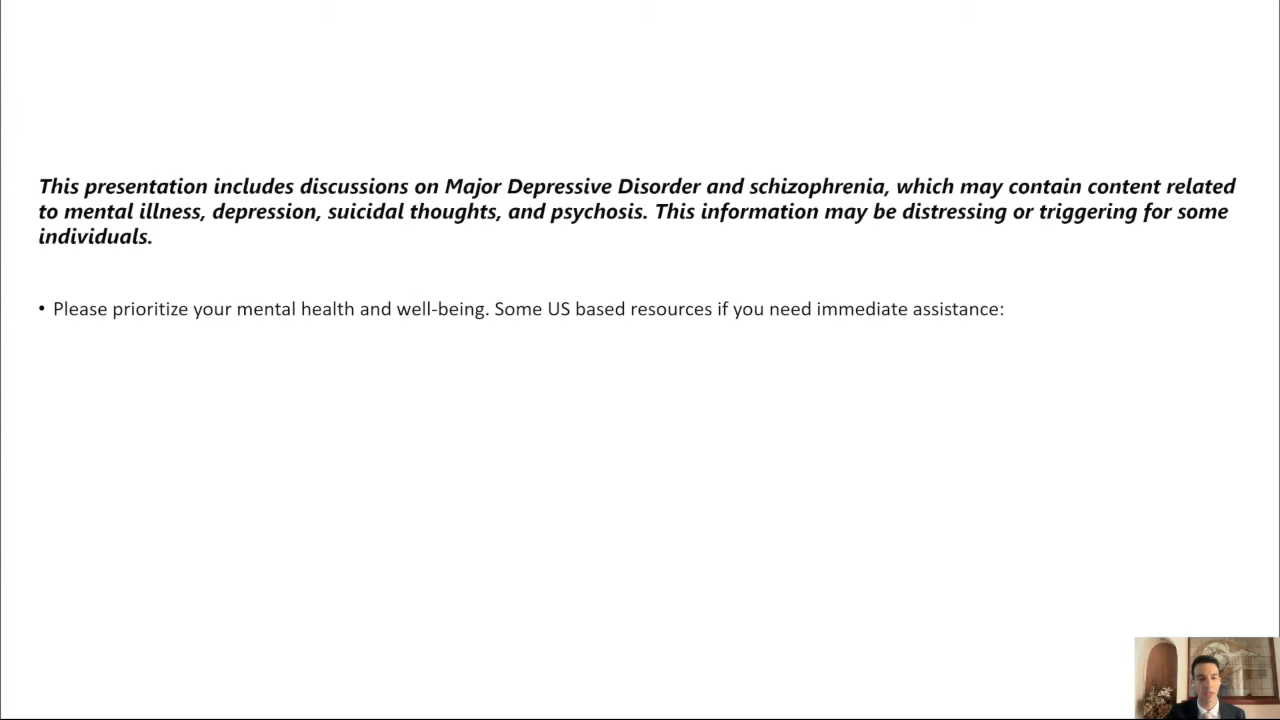 This presentation includes discussions on Major Depressive Disorder and schizophrenia, which may contain content related
to mental illness, depression, suicidal thoughts, and psychosis. This information may be distressing or triggering for some
individuals.
• Please prioritize your mental health and well-being. Some US based resources if you need immediate assistance: